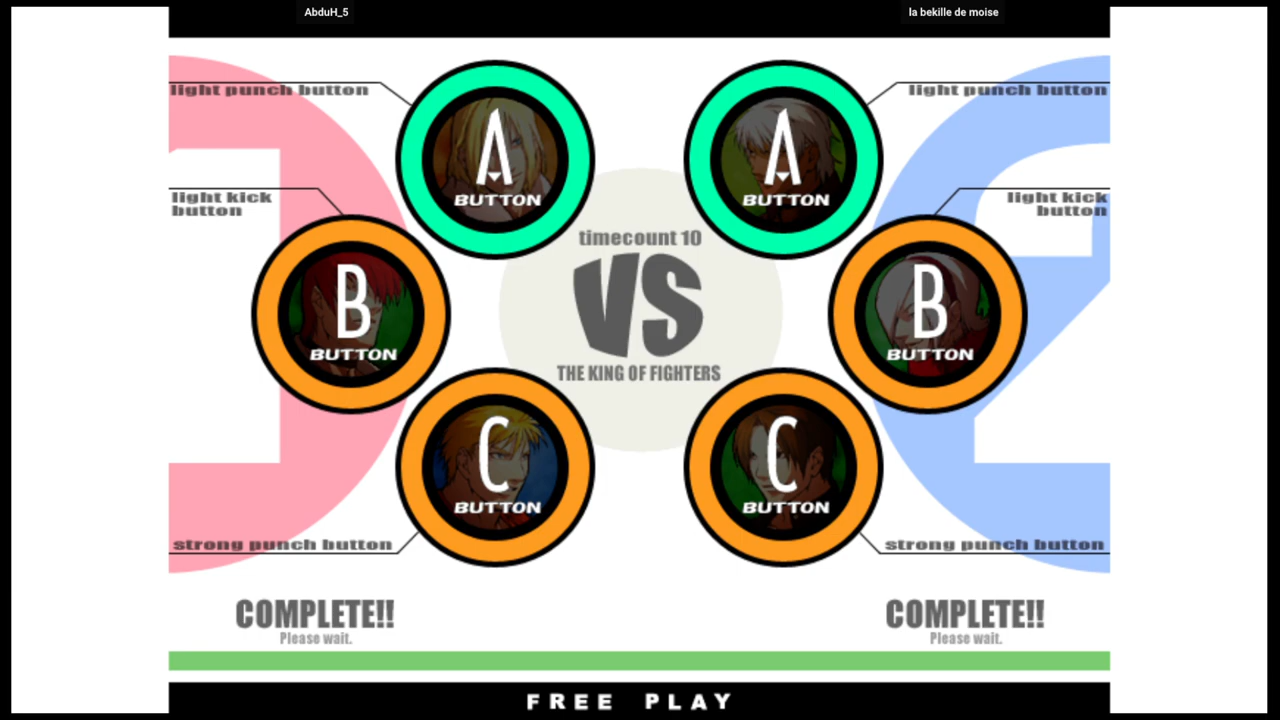 AbduH_5
la bekille de moise
light punch button
A
BUTTON
A
BUTTON
light punch button
light kick
button
B
BUTTON
timecount 10
VS
THE KING OF FIGHTERS
light kick
button
B
BUTTON
C
BUTTON
C
BUTTON
strong punch button
strong punch button
COMPLETE!!
Please wait.
COMPLETE!!
Please wait.
FREE PLAY